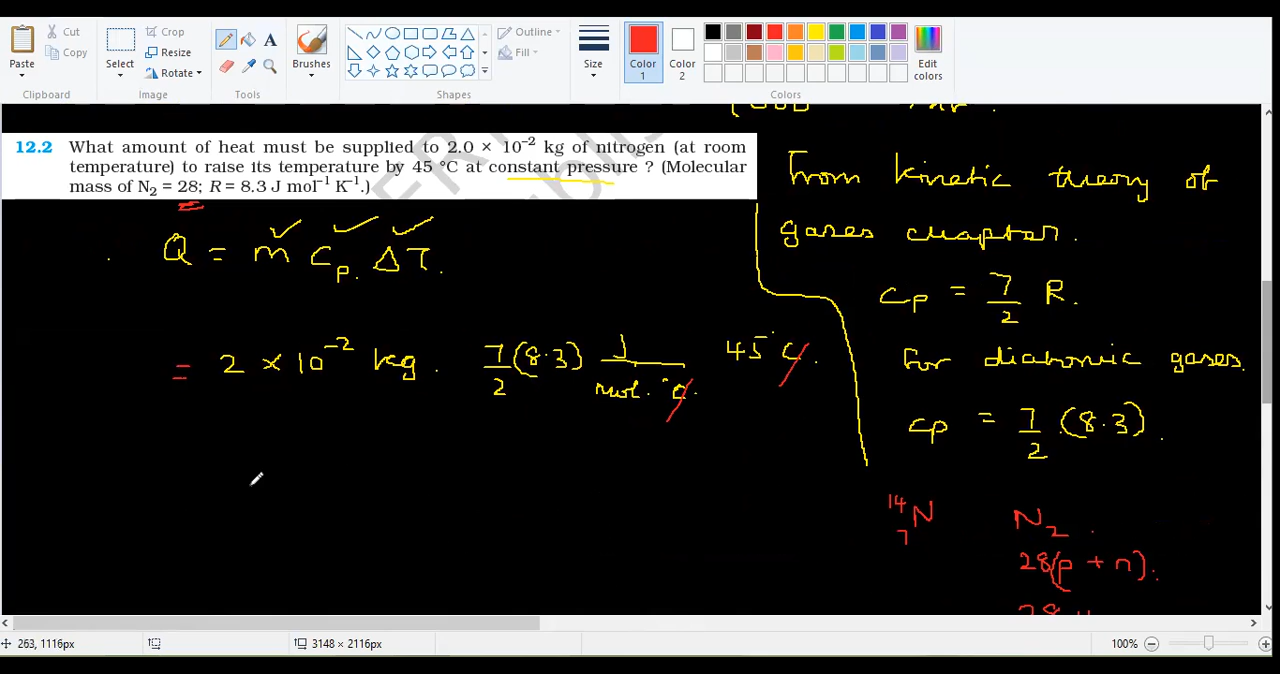 Paste
Cut
Copy
Clipboard
Select
Crop
Resize
Rotate
Image
A
Tools
Brushes
Outline
Fill
Shapes
Size
Color
1
Color
2
Edit
colors
Colors
12.2 What amount of heat must be supplied to 2.0 × 10⁻² kg of nitrogen (at room
temperature) to raise its temperature by 45 °C at constant pressure ? (Molecular
mass of N₂ = 28; R = 8.3 J mol⁻¹ K⁻¹.)
Q = m Cp. ΔT.
= 2 × 10⁻² kg. 7/2 (8.3) J/mol.°C. 45°C.
From kinetic theory of
gases chapter.
Cp = 7/2 R.
For diatomic gases.
Cp = 7/2 (8.3).
¹⁴₇N N₂.
28(p + n).
263, 1116px
3148 × 2116px
100%